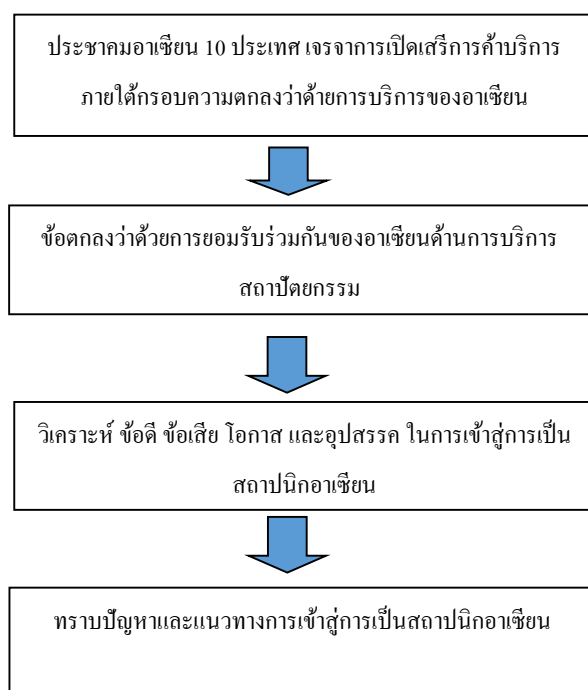 ประชาคมอาเซียน 10 ประเทศ เจรจาการเปิดเสรีการค้าบริการ
ภายใต้กรอบความตกลงว่าด้ายการบริการของอาเซียน
ข้อตกลงว่าด้วยการยอมรับร่วมกันของอาเซียนด้านการบริการ
สถาปัตยกรรม
วิเคราะห์ ข้อดี ข้อเสีย โอกาส และอุปสรรค ในการเข้าสู่การเป็น
สถาปนิกอาเซียน
ทราบปัญหาและแนวทางการเข้าสู่การเป็นสถาปนิกอาเซียน